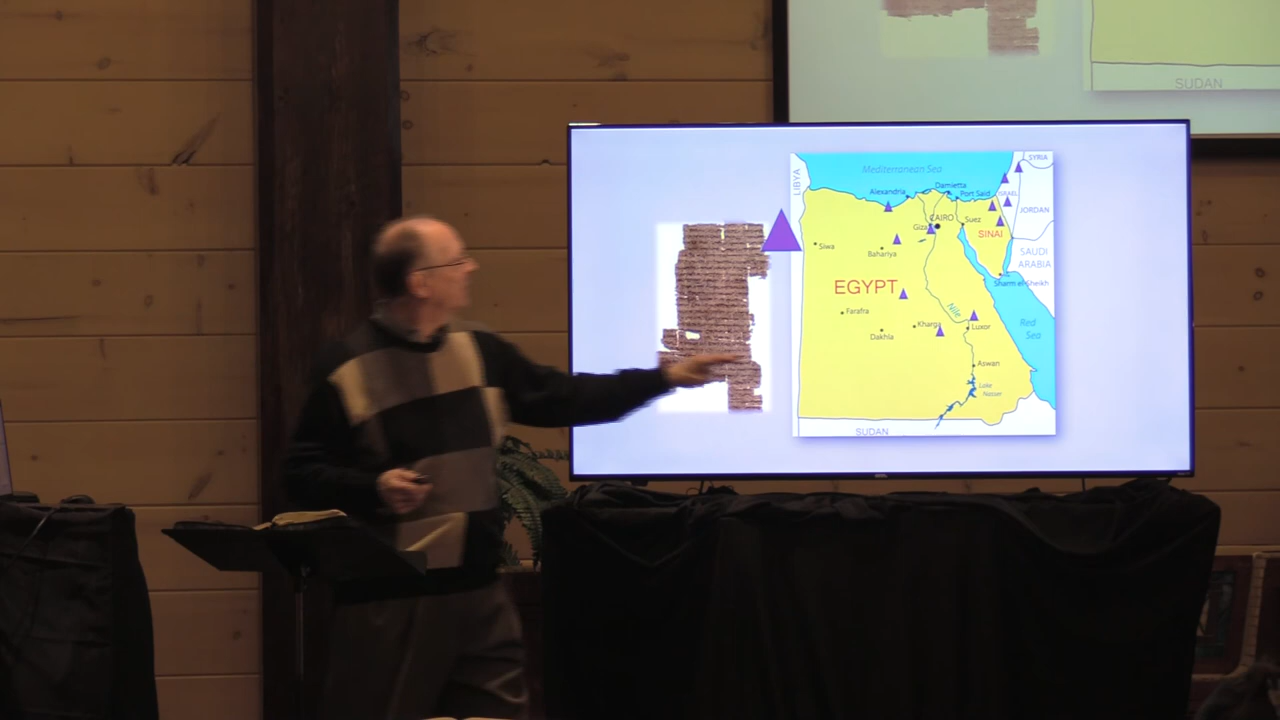 SUDAN
SYRIA
Mediterranean Sea
LIBYA
Damietta
Alexandria
Port Said
ISRAEL
JORDAN
CAIRO
Suez
Giza
SINAI
Siwa
Bahariya
SAUDI
ARABIA
EGYPT
Sharm el-Sheikh
Farafra
Nile
Kharga
Luxor
Red
Sea
Dakhla
Aswan
Lake
Nasser
SUDAN